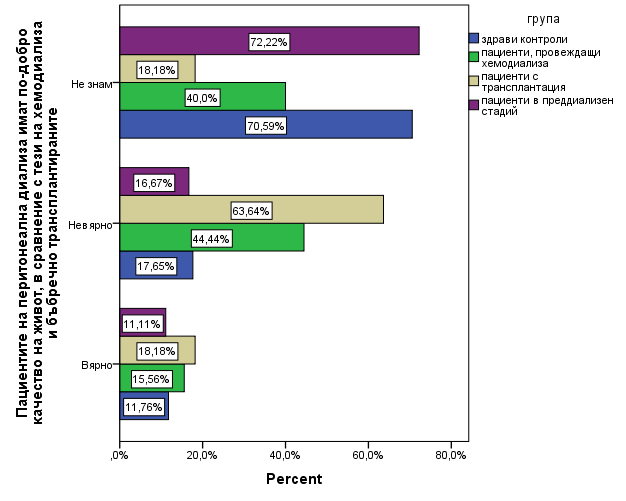 група
здрави контроли
пациенти, провеждащи
хемодиализа
пациенти с
трансплантация
пациенти в преддиализен
стадий
Пациентите на перитонеална диализа имат по-добро
качество на живот, в сравнение с тези на хемодиализа
и бъбречно трансплантираните
Не знам
72,22%
18,18%
40,0%
70,59%
Невярно
16,67%
63,64%
44,44%
17,65%
Вярно
11,11%
18,18%
15,56%
11,76%
,0% 20,0% 40,0% 60,0% 80,0%
Percent